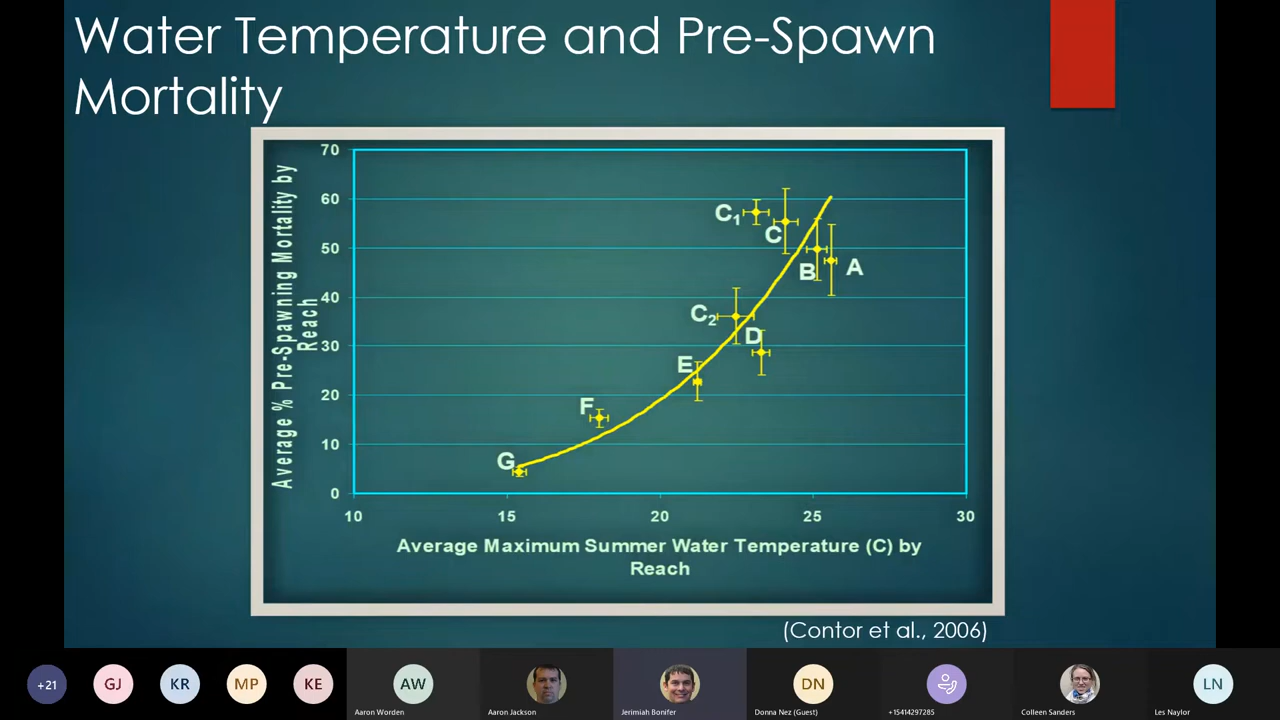 Water Temperature and Pre-Spawn
Mortality
Average % Pre-Spawning Mortality by
Reach
70
60
50
40
30
20
10
0
C1
C
B
A
C2
D
E
F
G
10 15 20 25 30
Average Maximum Summer Water Temperature (C) by
Reach
(Contor et al., 2006)
+21 GJ KR MP KE AW DN LN
Aaron Worden Aaron Jackson Jerimiah Bonifer Donna Nez (Guest) +15414297285 Colleen Sanders Les Naylor